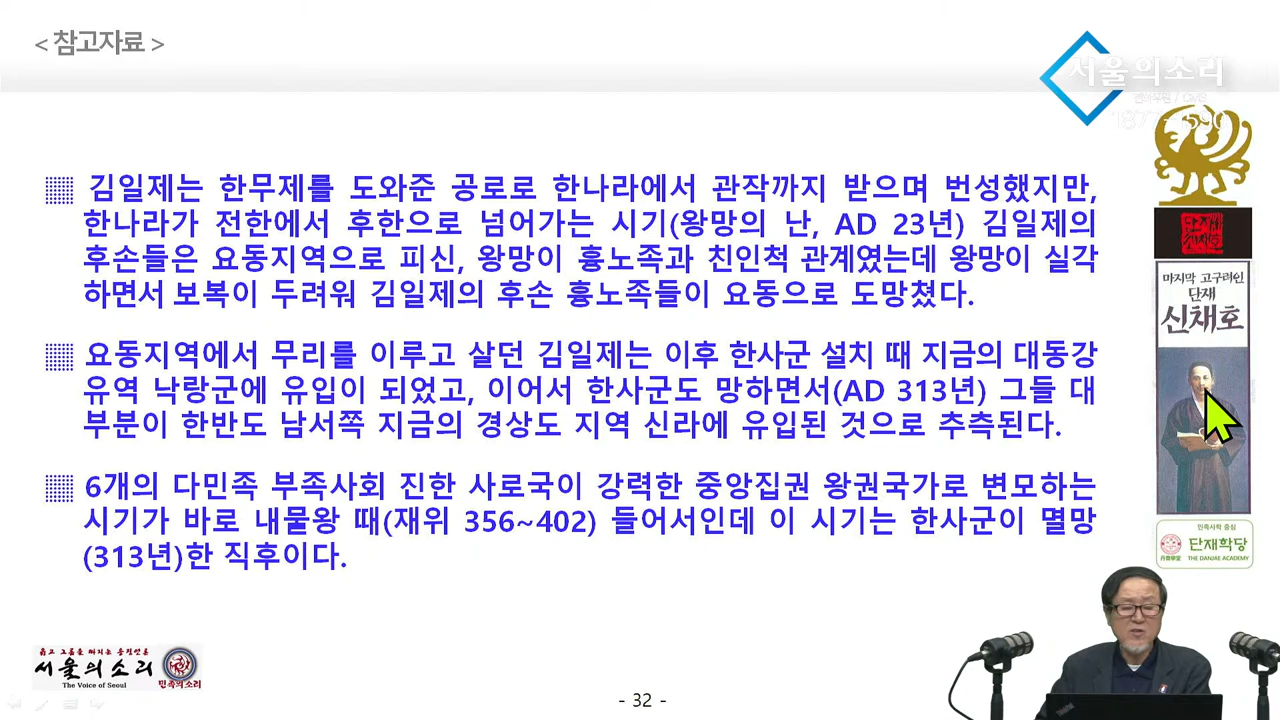 < 참고자료 >
서울의소리
마지막 고구려인
단재
신채호
민족사학 중심
단재학당
THE DANJAE ACADEMY
▦ 김일제는 한무제를 도와준 공로로 한나라에서 관작까지 받으며 번성했지만,
한나라가 전한에서 후한으로 넘어가는 시기(왕망의 난, AD 23년) 김일제의
후손들은 요동지역으로 피신, 왕망이 흉노족과 친인척 관계였는데 왕망이 실각
하면서 보복이 두려워 김일제의 후손 흉노족들이 요동으로 도망쳤다.
▦ 요동지역에서 무리를 이루고 살던 김일제는 이후 한사군 설치 때 지금의 대동강
유역 낙랑군에 유입이 되었고, 이어서 한사군도 망하면서(AD 313년) 그들 대
부분이 한반도 남서쪽 지금의 경상도 지역 신라에 유입된 것으로 추측된다.
▦ 6개의 다민족 부족사회 진한 사로국이 강력한 중앙집권 왕권국가로 변모하는
시기가 바로 내물왕 때(재위 356~402) 들어서인데 이 시기는 한사군이 멸망
(313년)한 직후이다.
서울의소리
The Voice of Seoul
민족의소리
- 32 -